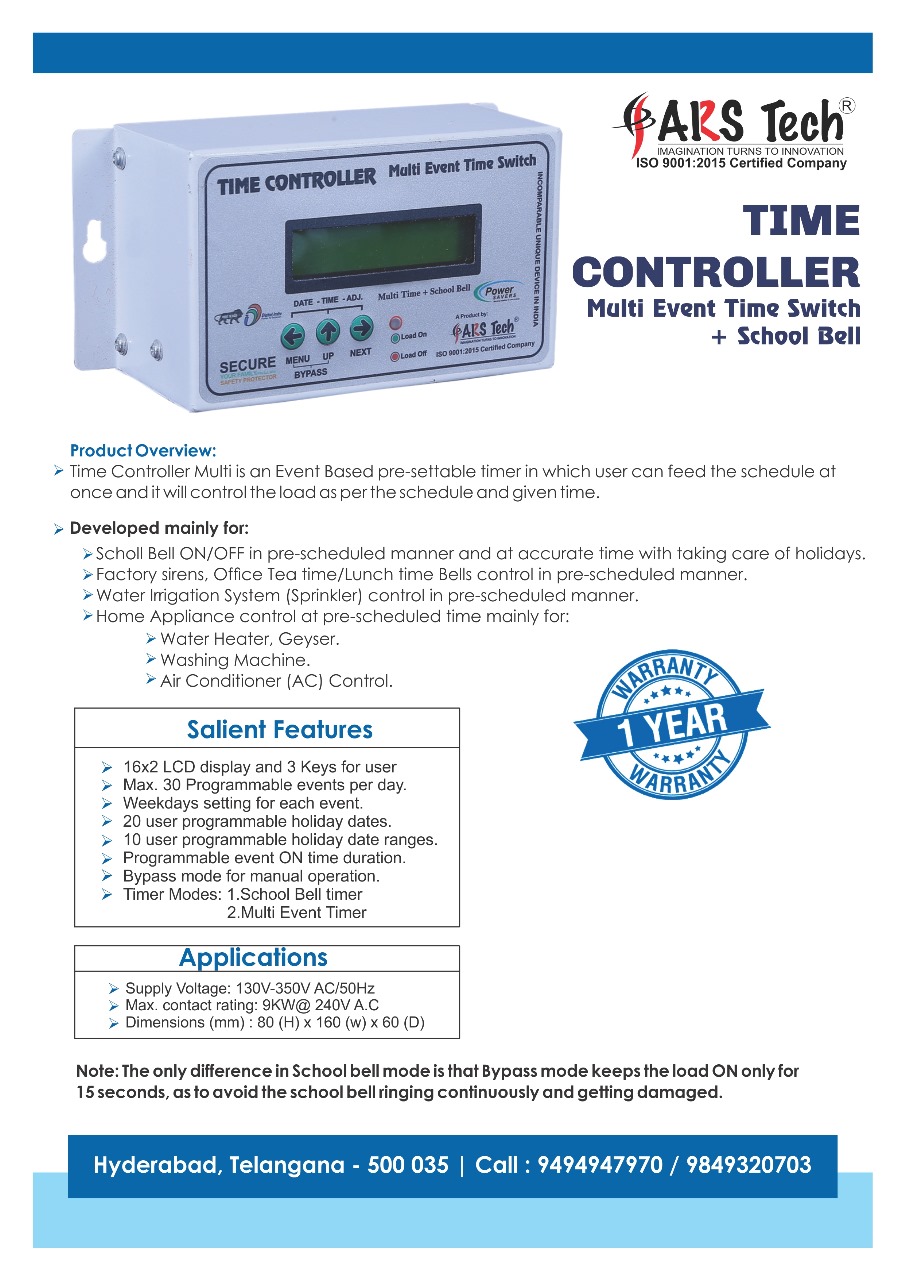 ARS Tech®
IMAGINATION TURNS TO INNOVATION
ISO 9001:2015 Certified Company
TIME
CONTROLLER
Multi Event Time Switch
+ School Bell
TIME CONTROLLER Multi Event Time Switch
INCOMPARABLE UNIQUE DEVICE IN INDIA
DATE - TIME - ADJ.
Multi Time + School Bell
Power
SAVERS
Digital India
A Product by:
ARS Tech®
IMAGINATION TURNS TO INNOVATION
ISO 9001:2015 Certified Company
Load On
Load Off
MENU UP NEXT
BYPASS
SECURE
SAFETY PROTECTOR
Product Overview:
➢ Time Controller Multi is an Event Based pre-settable timer in which user can feed the schedule at
once and it will control the load as per the schedule and given time.
➢ Developed mainly for:
➢ Scholl Bell ON/OFF in pre-scheduled manner and at accurate time with taking care of holidays.
➢ Factory sirens, Office Tea time/Lunch time Bells control in pre-scheduled manner.
➢ Water Irrigation System (Sprinkler) control in pre-scheduled manner.
➢ Home Appliance control at pre-scheduled time mainly for:
➢ Water Heater, Geyser.
➢ Washing Machine.
➢ Air Conditioner (AC) Control.
WARRANTY
1 YEAR
WARRANTY
Salient Features
➢ 16x2 LCD display and 3 Keys for user
➢ Max. 30 Programmable events per day.
➢ Weekdays setting for each event.
➢ 20 user programmable holiday dates.
➢ 10 user programmable holiday date ranges.
➢ Programmable event ON time duration.
➢ Bypass mode for manual operation.
➢ Timer Modes: 1.School Bell timer
2.Multi Event Timer
Applications
➢ Supply Voltage: 130V-350V AC/50Hz
➢ Max. contact rating: 9KW@ 240V A.C
➢ Dimensions (mm) : 80 (H) x 160 (w) x 60 (D)
Note: The only difference in School bell mode is that Bypass mode keeps the load ON only for
15 seconds, as to avoid the school bell ringing continuously and getting damaged.
Hyderabad, Telangana - 500 035 | Call : 9494947970 / 9849320703